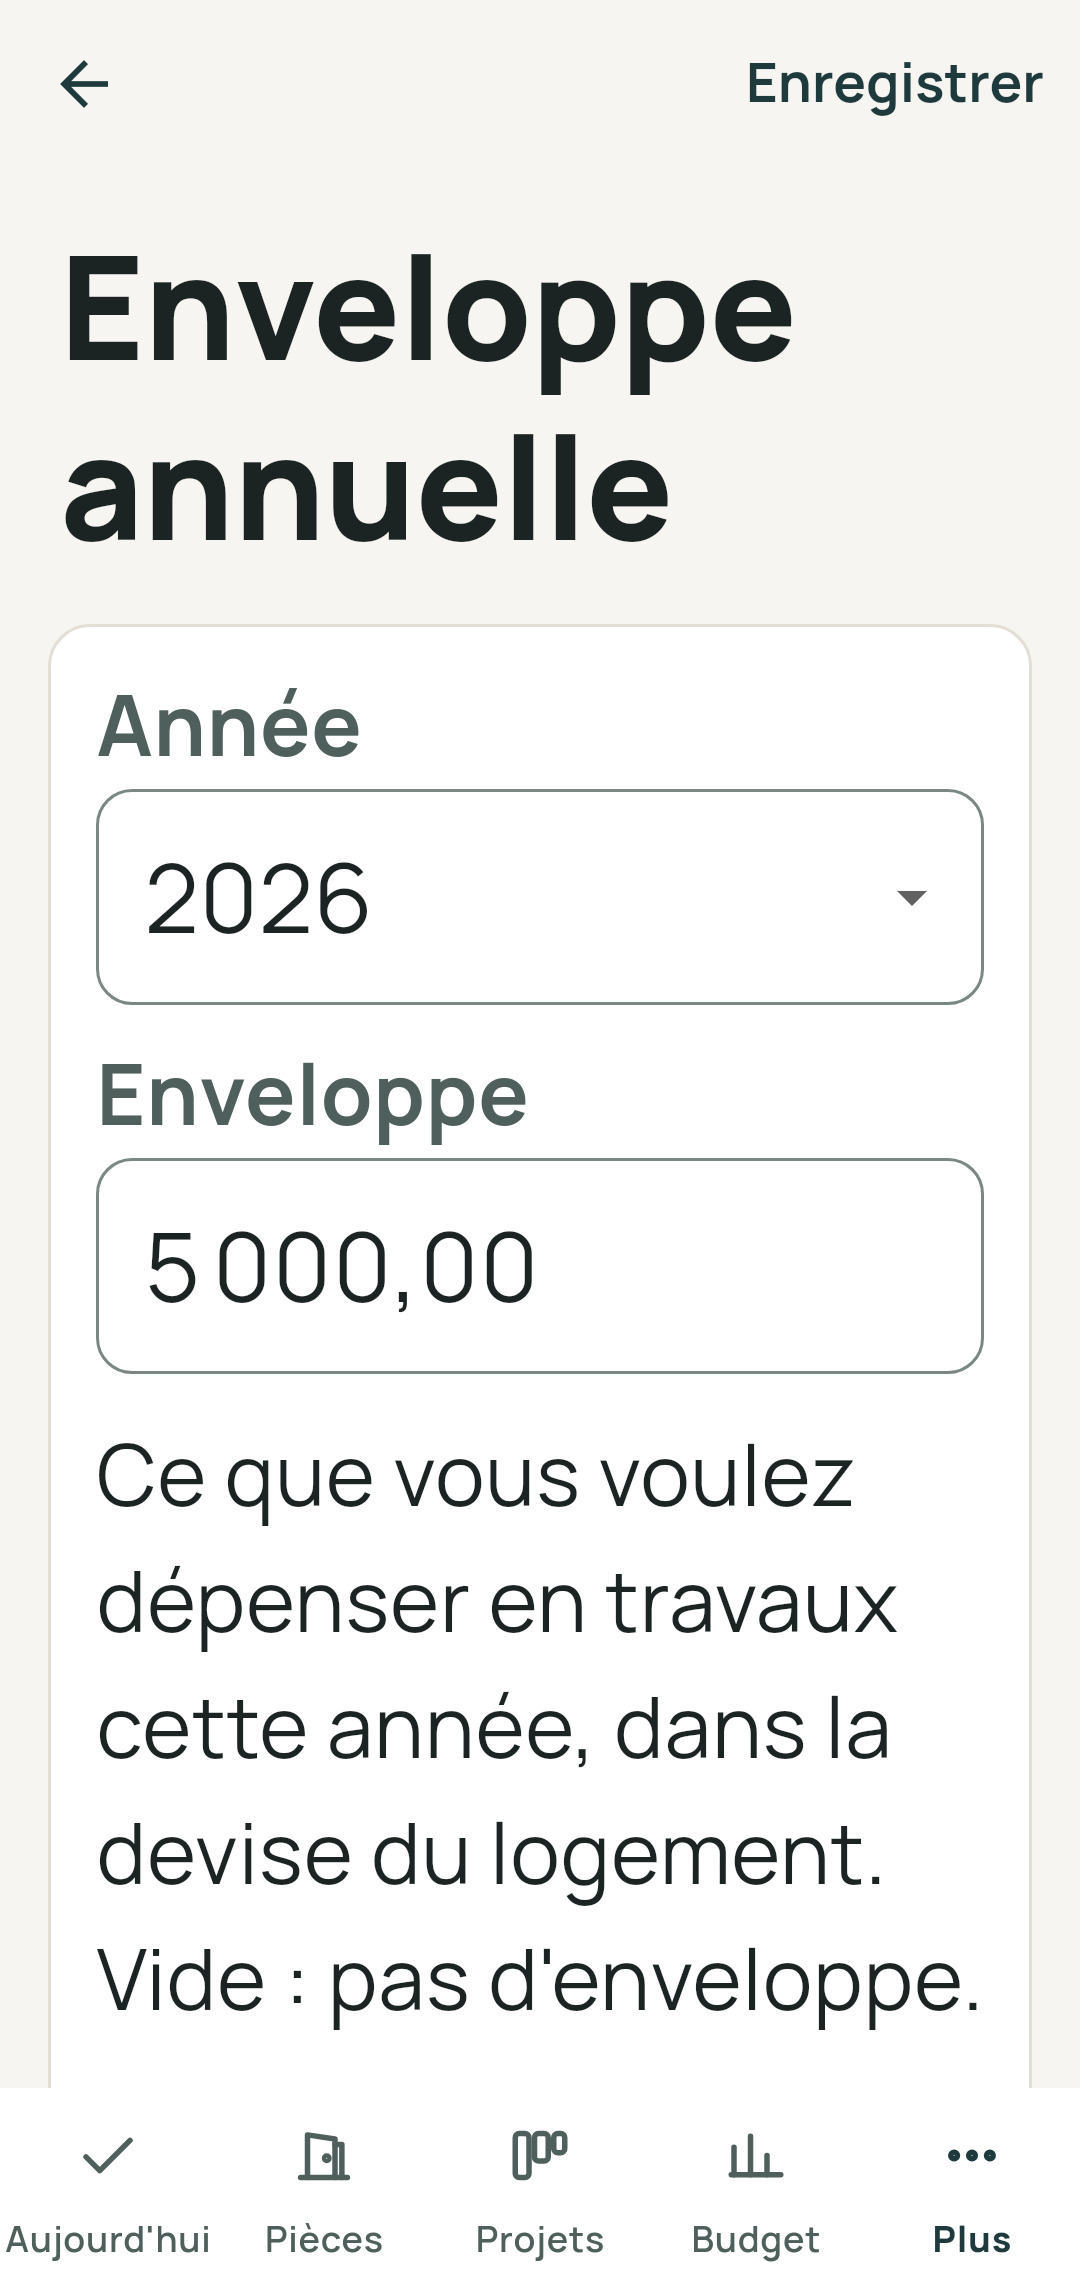 Enregistrer
Enveloppe
annuelle
Année
2026
Enveloppe
5 000,00
Ce que vous voulez
dépenser en travaux
cette année, dans la
devise du logement.
Vide : pas d'enveloppe.
Aujourd'hui
Pièces
Projets
Budget
Plus